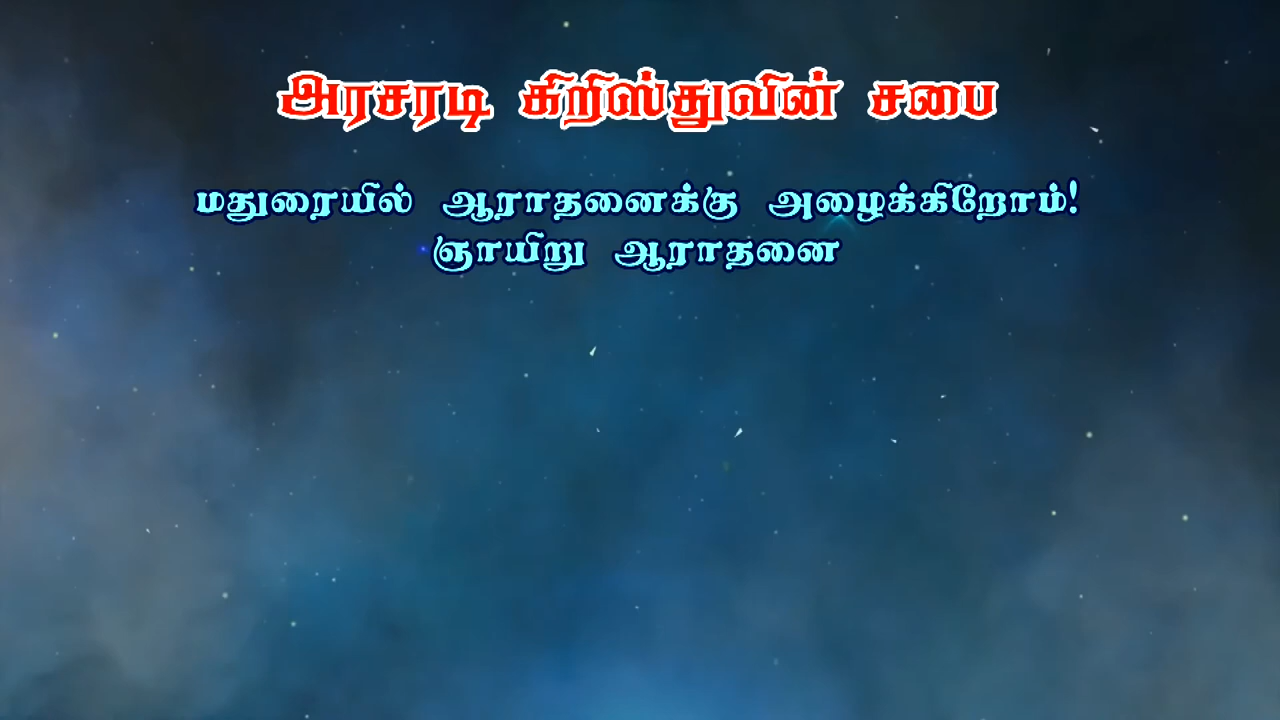 அரசரடி கிறிஸ்துவின் சபை
மதுரையில் ஆராதனைக்கு அழைக்கிறோம்!
ஞாயிறு ஆராதனை